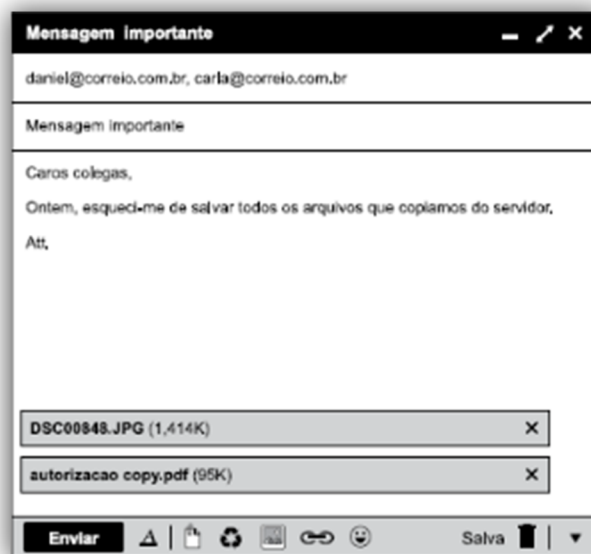 Mensagem importante
daniel@correio.com.br, carla@correio.com.br
Mensagem importante
Caros colegas,
Ontem, esqueci-me de salvar todos os arquivos que copiamos do servidor.
Att,
DSC00848.JPG (1,414K)
autorizacao copy.pdf (95K)
Enviar A Salva